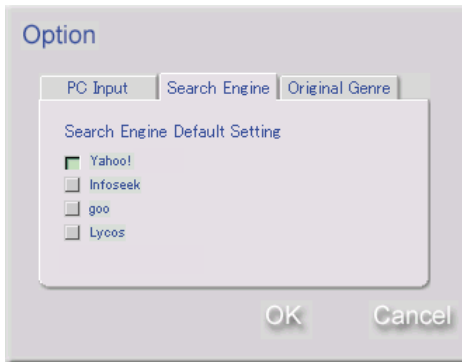 Option
PC Input Search Engine Original Genre
Search Engine Default Setting
Yahoo!
Infoseek
goo
Lycos
OK Cancel